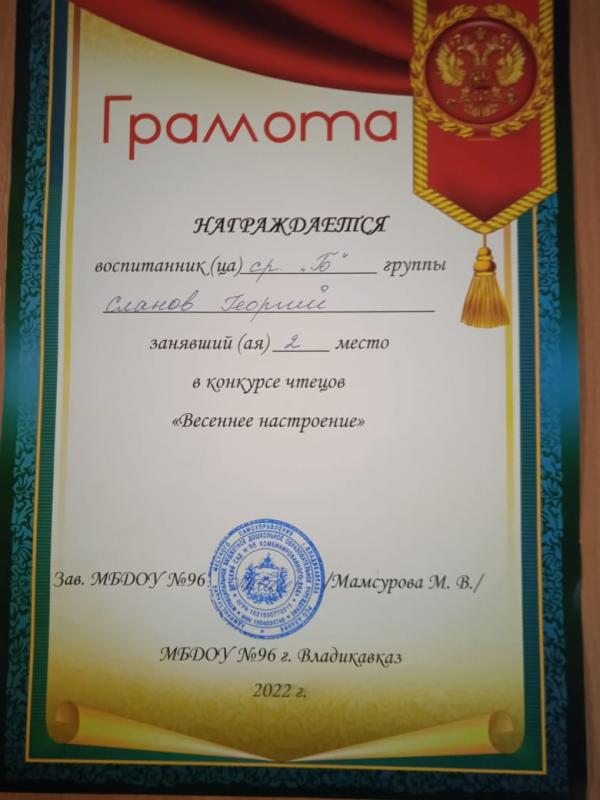 Грамота
НАГРАЖДАЕТСЯ
воспитанник (ца) ср. „Б" группы
Сланов Георгий
занявший (ая) 2 место
в конкурсе чтецов
«Весеннее настроение»
Зав. МБДОУ №96 /Мамсурова М. В./
МБДОУ №96 г. Владикавказ
2022 г.